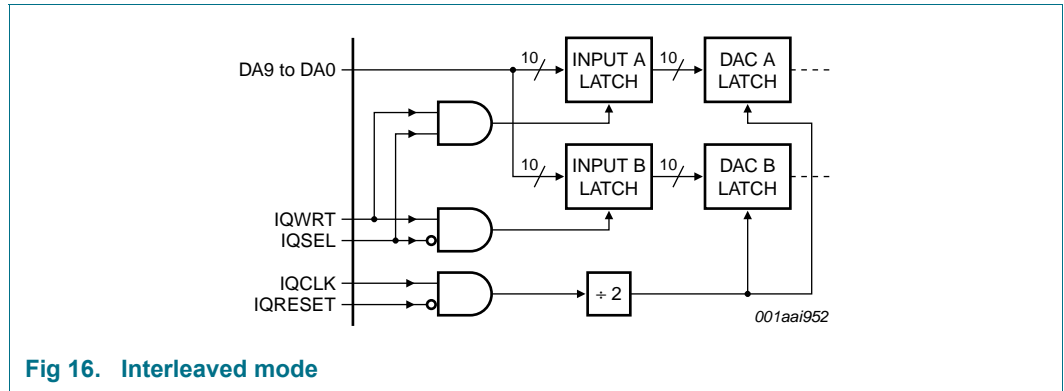 DA9 to DA0
10
INPUT A
LATCH
10
DAC A
LATCH
10
INPUT B
LATCH
10
DAC B
LATCH
IQWRT
IQSEL
IQCLK
IQRESET
÷ 2
001aai952
Fig 16. Interleaved mode